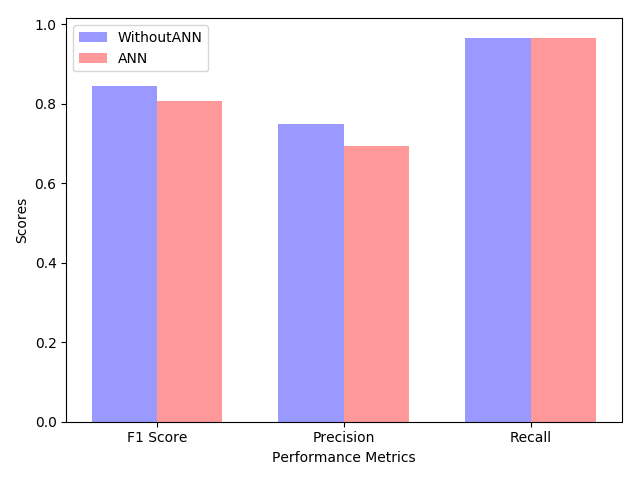 WithoutANN
ANN
1.0
0.8
0.6
0.4
0.2
0.0
Scores
F1 Score
Precision
Recall
Performance Metrics